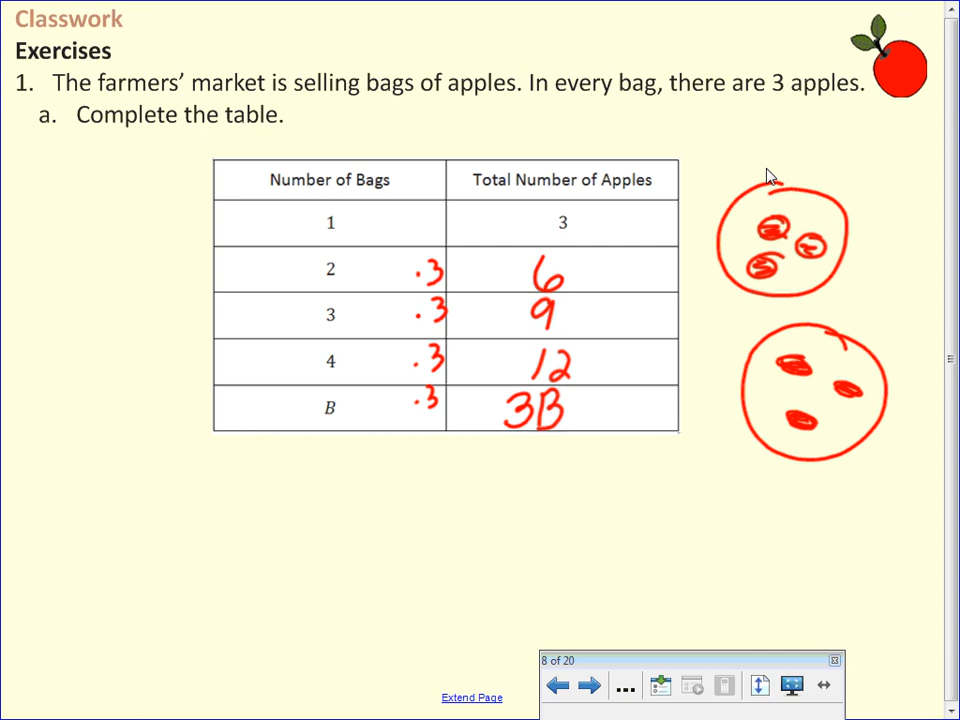 Classwork
Exercises
1. The farmers’ market is selling bags of apples. In every bag, there are 3 apples.
a. Complete the table.
Number of Bags Total Number of Apples
1 3
2 ·3 6
3 ·3 9
4 ·3 12
B ·3 3B
8 of 20
Extend Page